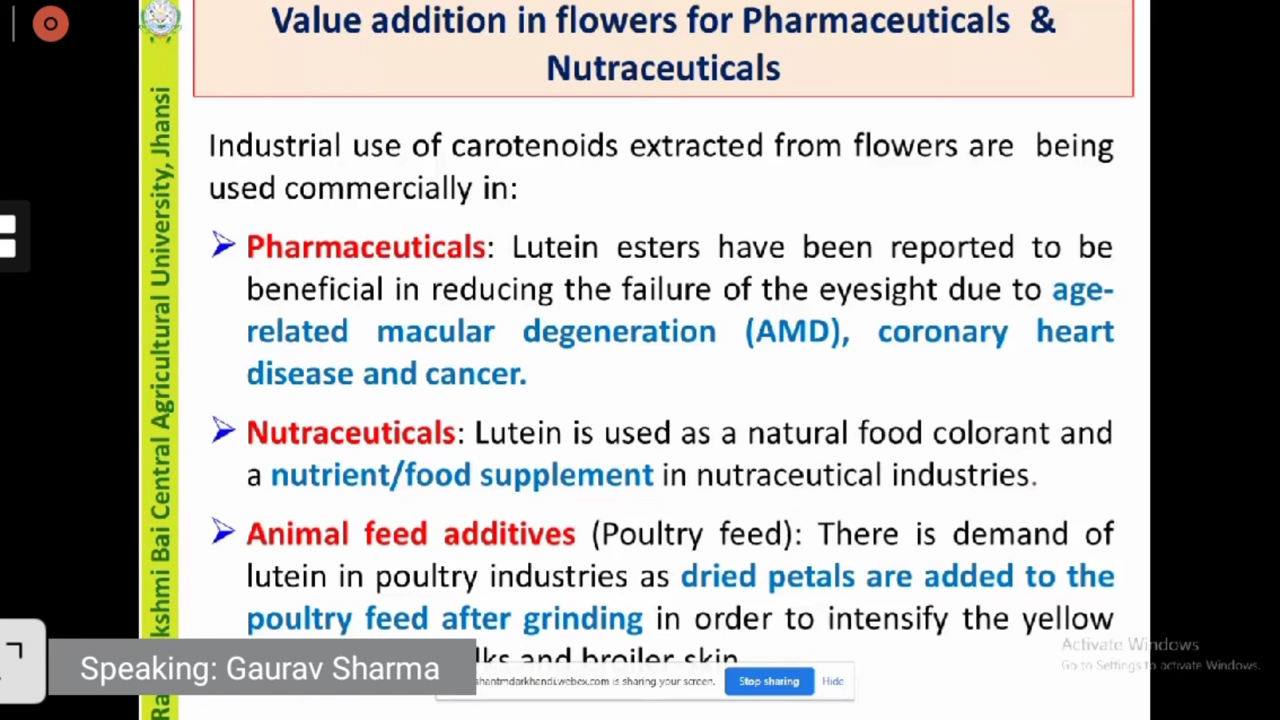 Value addition in flowers for Pharmaceuticals &
Nutraceuticals
Industrial use of carotenoids extracted from flowers are being
used commercially in:
Pharmaceuticals: Lutein esters have been reported to be
beneficial in reducing the failure of the eyesight due to age-
related macular degeneration (AMD), coronary heart
disease and cancer.
Nutraceuticals: Lutein is used as a natural food colorant and
a nutrient/food supplement in nutraceutical industries.
Animal feed additives (Poultry feed): There is demand of
lutein in poultry industries as dried petals are added to the
poultry feed after grinding in order to intensify the yellow
and broiler skin
kshmi Bai Central Agricultural University, Jhansi
Speaking: Gaurav Sharma
is sharing your screen.
Stop sharing
Hide
Activate Windows
Go to Settings to activate Windows.